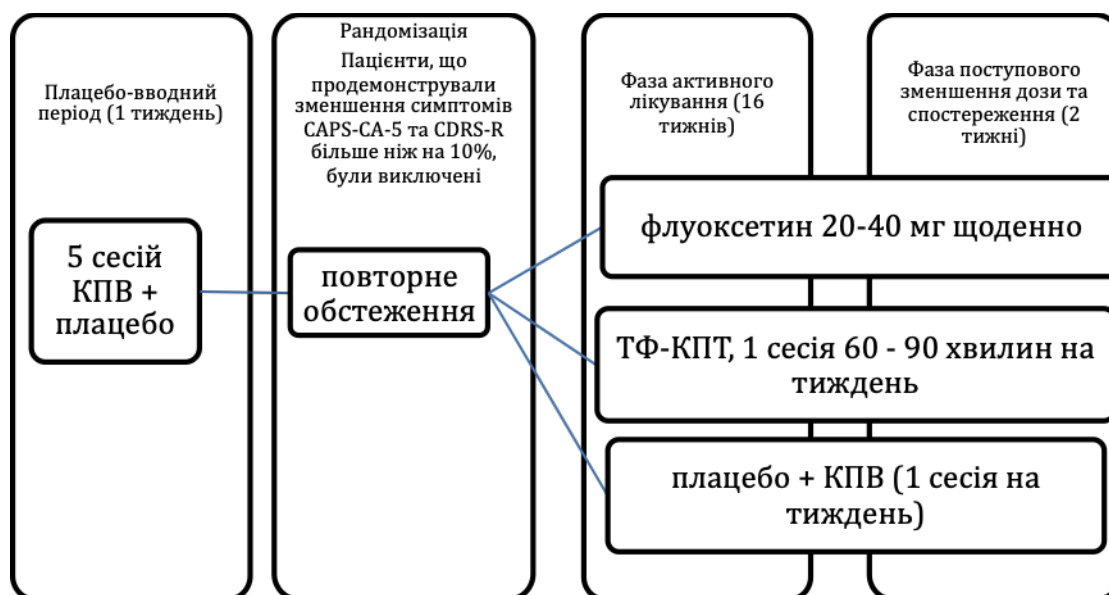 Плацебо-вводний
період (1 тиждень)
5 сесій
КПВ +
плацебо
Рандомізація
Пацієнти, що
продемонстрували
зменшення симптомів
CAPS-CA-5 та CDRS-R
більше ніж на 10%,
були виключені
повторне
обстеження
Фаза активного
лікування (16
тижнів)
Фаза поступового
зменшення дози та
спостереження (2
тижні)
флуоксетин 20-40 мг щоденно
ТФ-КПТ, 1 сесія 60 - 90 хвилин на
тиждень
плацебо + КПВ (1 сесія на
тиждень)